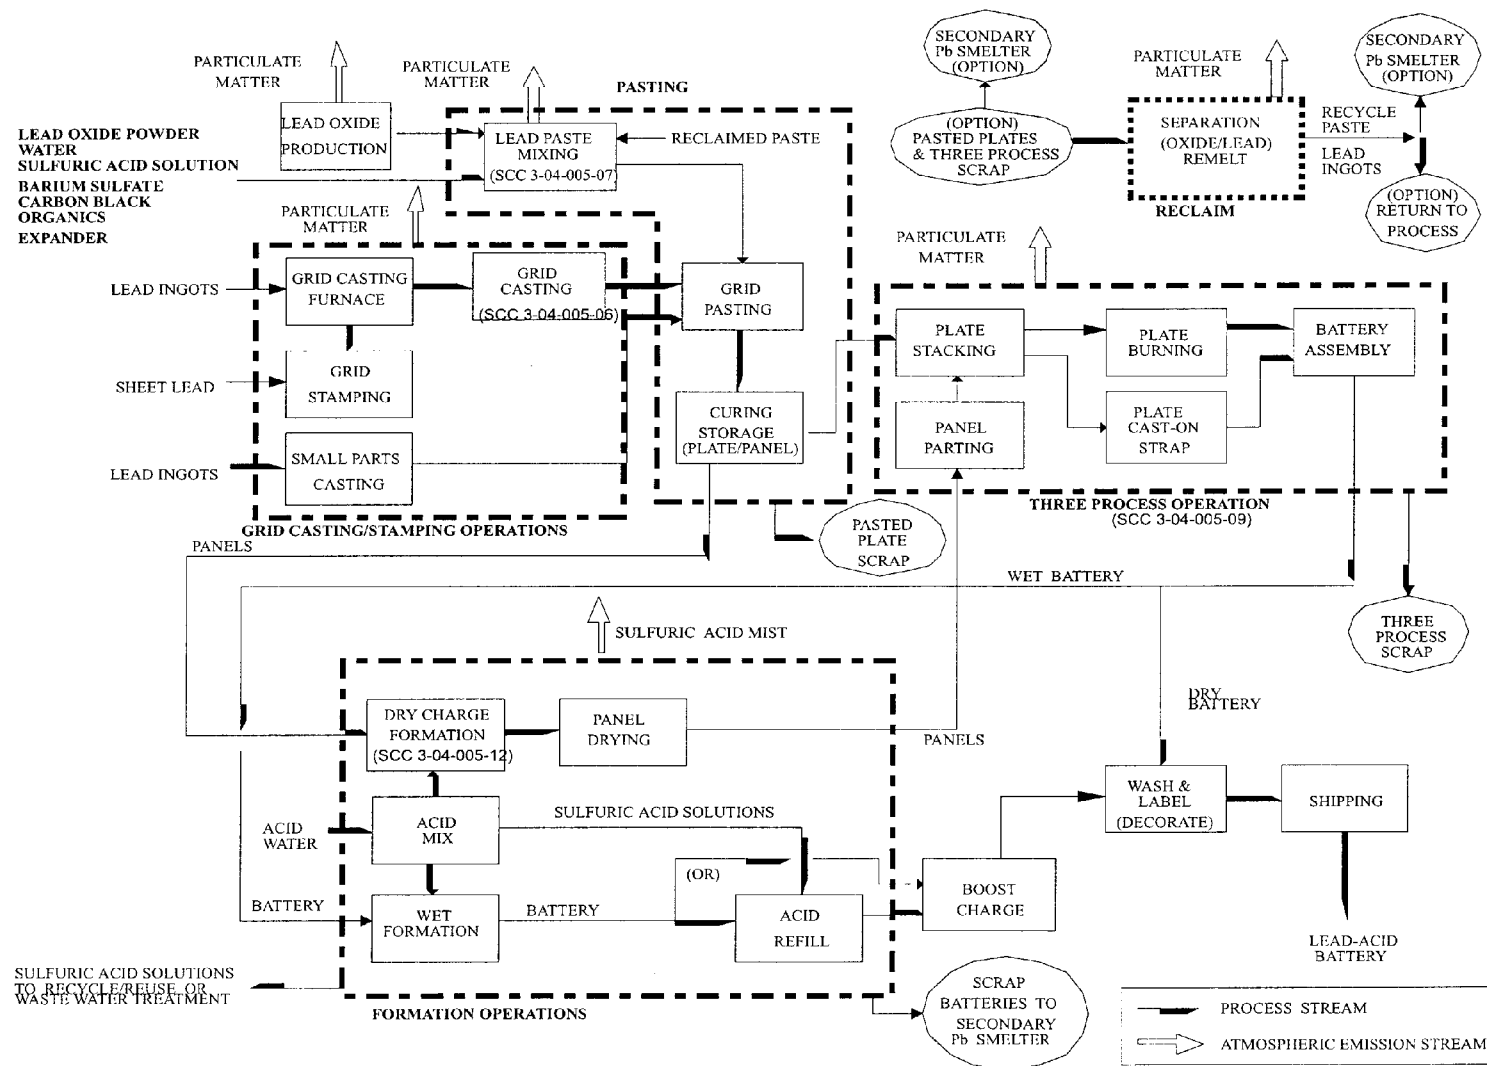 PARTICULATE
MATTER
PARTICULATE
MATTER
PASTING
SECONDARY
Pb SMELTER
(OPTION)
PARTICULATE
MATTER
SECONDARY
Pb SMELTER
(OPTION)
LEAD OXIDE
PRODUCTION
LEAD PASTE
MIXING
(SCC 3-04-005-07)
RECLAIMED PASTE
(OPTION)
PASTED PLATES
& THREE PROCESS
SCRAP
SEPARATION
(OXIDE/LEAD)
REMELT
RECLAIM
RECYCLE
PASTE
LEAD
INGOTS
(OPTION)
RETURN TO
PROCESS
LEAD OXIDE POWDER
WATER
SULFURIC ACID SOLUTION
BARIUM SULFATE
CARBON BLACK
ORGANICS
EXPANDER
PARTICULATE
MATTER
PARTICULATE
MATTER
LEAD INGOTS
GRID CASTING
FURNACE
GRID
CASTING
(SCC 3-04-005-06)
GRID
PASTING
SHEET LEAD
GRID
STAMPING
LEAD INGOTS
SMALL PARTS
CASTING
GRID CASTING/STAMPING OPERATIONS
CURING
STORAGE
(PLATE/PANEL)
PLATE
STACKING
PLATE
BURNING
BATTERY
ASSEMBLY
PANEL
PARTING
PLATE
CAST-ON
STRAP
THREE PROCESS OPERATION
(SCC 3-04-005-09)
PANELS
PASTED
PLATE
SCRAP
WET BATTERY
THREE
PROCESS
SCRAP
SULFURIC ACID MIST
DRY
BATTERY
DRY CHARGE
FORMATION
(SCC 3-04-005-12)
PANEL
DRYING
PANELS
ACID
WATER
ACID
MIX
SULFURIC ACID SOLUTIONS
WASH &
LABEL
(DECORATE)
SHIPPING
(OR)
BATTERY
WET
FORMATION
BATTERY
ACID
REFILL
BOOST
CHARGE
LEAD-ACID
BATTERY
SULFURIC ACID SOLUTIONS
TO RECYCLE/REUSE OR
WASTE WATER TREATMENT
FORMATION OPERATIONS
SCRAP
BATTERIES TO
SECONDARY
Pb SMELTER
PROCESS STREAM
ATMOSPHERIC EMISSION STREAM